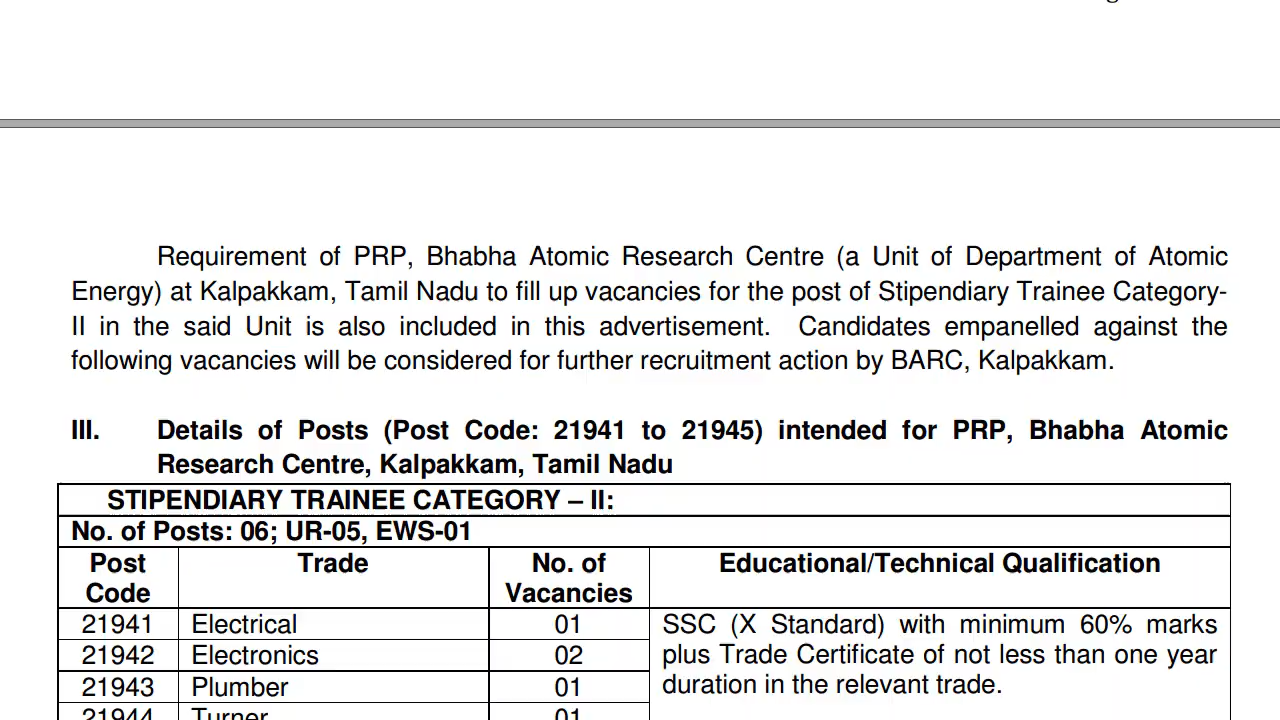 Requirement of PRP, Bhabha Atomic Research Centre (a Unit of Department of Atomic
Energy) at Kalpakkam, Tamil Nadu to fill up vacancies for the post of Stipendiary Trainee Category-
II in the said Unit is also included in this advertisement. Candidates empanelled against the
following vacancies will be considered for further recruitment action by BARC, Kalpakkam.
III. Details of Posts (Post Code: 21941 to 21945) intended for PRP, Bhabha Atomic
Research Centre, Kalpakkam, Tamil Nadu
STIPENDIARY TRAINEE CATEGORY – II:
No. of Posts: 06; UR-05, EWS-01
Post Trade No. of Educational/Technical Qualification
Code Vacancies
21941 Electrical 01 SSC (X Standard) with minimum 60% marks
21942 Electronics 02 plus Trade Certificate of not less than one year
21943 Plumber 01 duration in the relevant trade.
21944 Turner 01